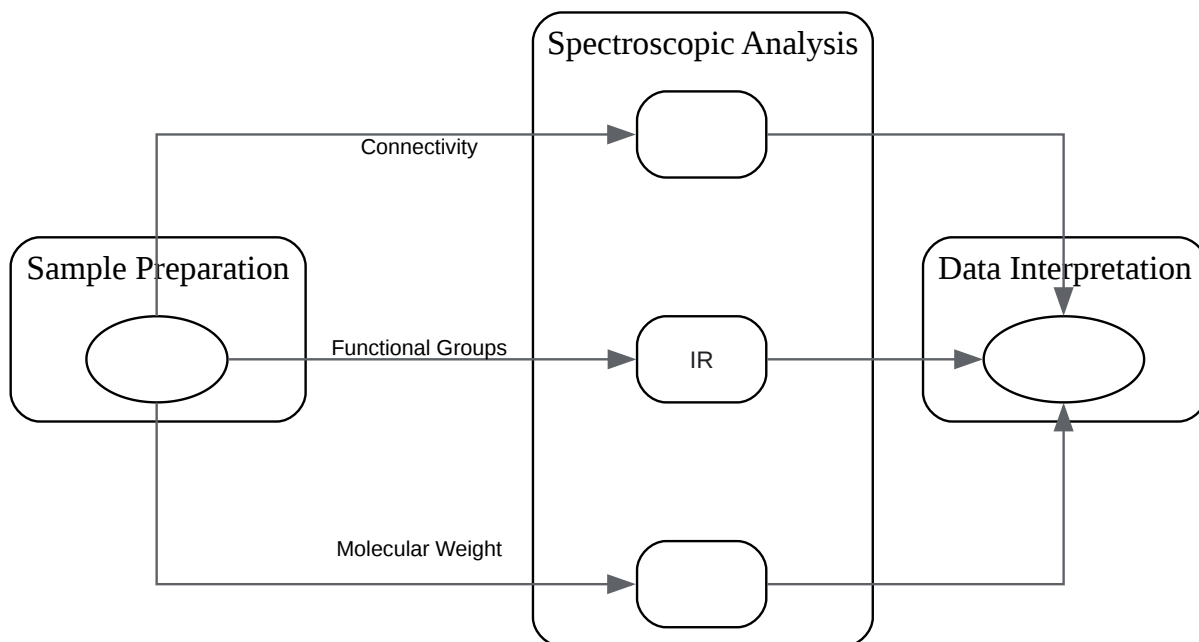 Spectroscopic Analysis
Connectivity
Sample Preparation
Data Interpretation
Functional Groups
IR
Molecular Weight